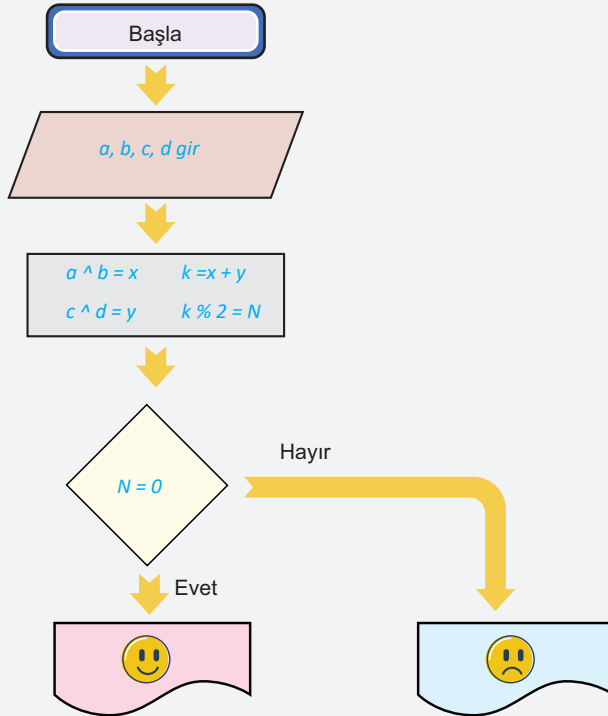 Başla
a, b, c, d gir
a ^ b = x k =x + y
c ^ d = y k % 2 = N
Hayır
N = 0
Evet